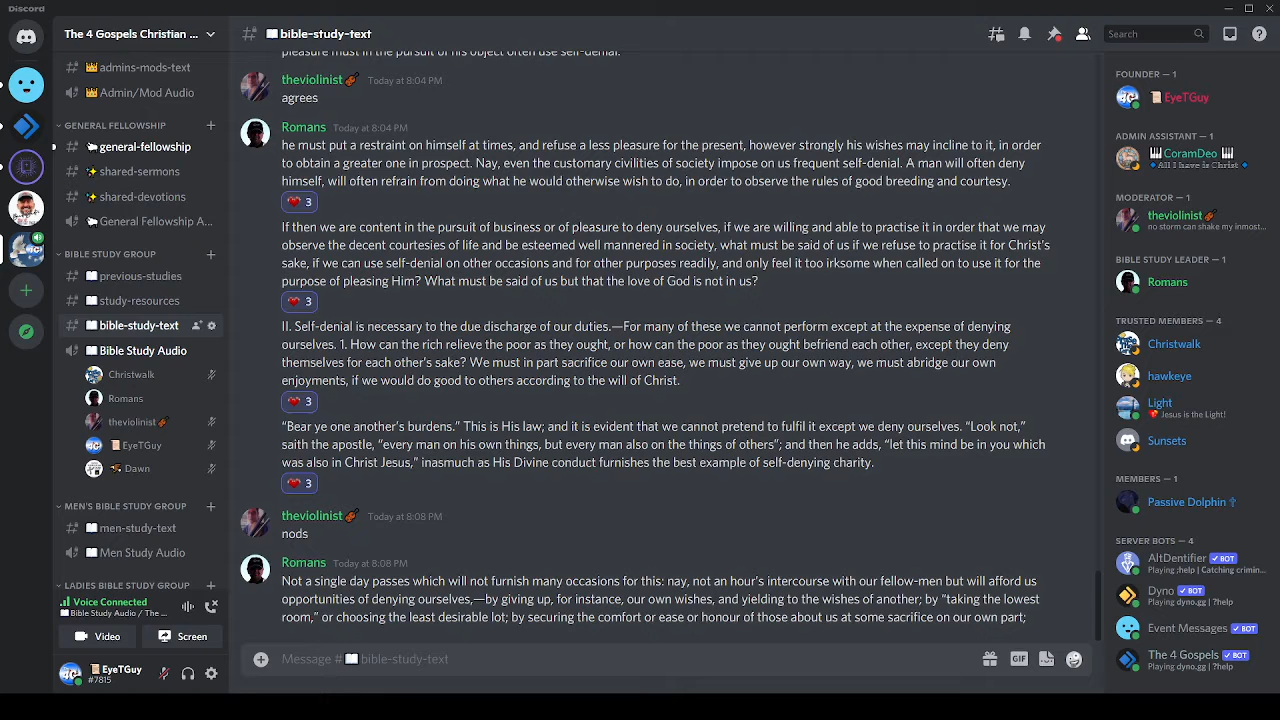 Discord
The 4 Gospels Christian ...
admins-mods-text
Admin/Mod Audio
GENERAL FELLOWSHIP
general-fellowship
shared-sermons
shared-devotions
General Fellowship A...
BIBLE STUDY GROUP
previous-studies
study-resources
bible-study-text
Bible Study Audio
Christwalk
Romans
theviolinist
EyeTGuy
Dawn
MEN'S BIBLE STUDY GROUP
men-study-text
Men Study Audio
LADIES BIBLE STUDY GROUP
Voice Connected
Bible Study Audio / The ...
Video
Screen
EyeTGuy
#7815
bible-study-text
Search
pleasure must in the pursuit of his object often use self-denial.
theviolinist Today at 8:04 PM
agrees
Romans Today at 8:04 PM
he must put a restraint on himself at times, and refuse a less pleasure for the present, however strongly his wishes may incline to it, in order
to obtain a greater one in prospect. Nay, even the customary civilities of society impose on us frequent self-denial. A man will often deny
himself, will often refrain from doing what he would otherwise wish to do, in order to observe the rules of good breeding and courtesy.
3
If then we are content in the pursuit of business or of pleasure to deny ourselves, if we are willing and able to practise it in order that we may
observe the decent courtesies of life and be esteemed well mannered in society, what must be said of us if we refuse to practise it for Christ's
sake, if we can use self-denial on other occasions and for other purposes readily, and only feel it too irksome when called on to use it for the
purpose of pleasing Him? What must be said of us but that the love of God is not in us?
3
II. Self-denial is necessary to the due discharge of our duties.—For many of these we cannot perform except at the expense of denying
ourselves. 1. How can the rich relieve the poor as they ought, or how can the poor as they ought befriend each other, except they deny
themselves for each other's sake? We must in part sacrifice our own ease, we must give up our own way, we must abridge our own
enjoyments, if we would do good to others according to the will of Christ.
3
“Bear ye one another's burdens.” This is His law; and it is evident that we cannot pretend to fulfil it except we deny ourselves. “Look not,”
saith the apostle, “every man on his own things, but every man also on the things of others”; ind then he adds, “let this mind be in you which
was also in Christ Jesus,” inasmuch as His Divine conduct furnishes the best example of self-denying charity.
3
theviolinist Today at 8:08 PM
nods
Romans Today at 8:08 PM
Not a single day passes which will not furnish many occasions for this: nay, not an hour's intercourse with our fellow-men but will afford us
opportunities of denying ourselves,—by giving up, for instance, our own wishes, and yielding to the wishes of another; by “taking the lowest
room,” or choosing the least desirable lot; by securing the comfort or ease or honour of those about us at some sacrifice on our own part;
Message # bible-study-text
GIF
FOUNDER — 1
EyeTGuy
ADMIN ASSISTANT — 1
CoramDeo
All I have is Christ
MODERATOR — 1
theviolinist
no storm can shake my inmost...
BIBLE STUDY LEADER — 1
Romans
TRUSTED MEMBERS — 4
Christwalk
hawkeye
Light
Jesus is the Light!
Sunsets
MEMBERS — 1
Passive Dolphin ✞
SERVER BOTS — 4
AltDentifier ✓ BOT
Playing ;help | Catching crimin...
Dyno ✓ BOT
Playing dyno.gg | ?help
Event Messages ✓ BOT
The 4 Gospels ✓ BOT
Playing dyno.gg | ?help